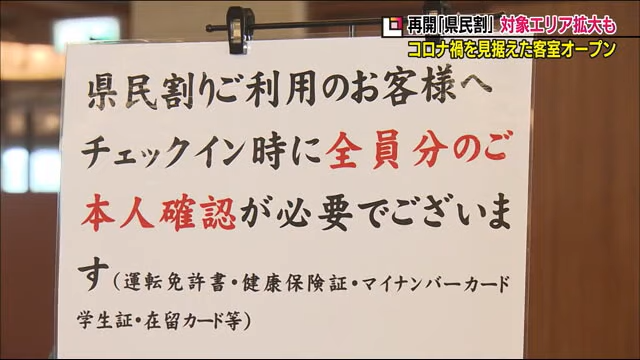 再開「県民割」 対象エリア拡大も
コロナ禍を見据えた客室オープン
県民割りご利用のお客様へ
チェックイン時に全員分のご
本人確認が必要でございま
す(運転免許書・健康保険証・マイナンバーカード
学生証・在留カード等)